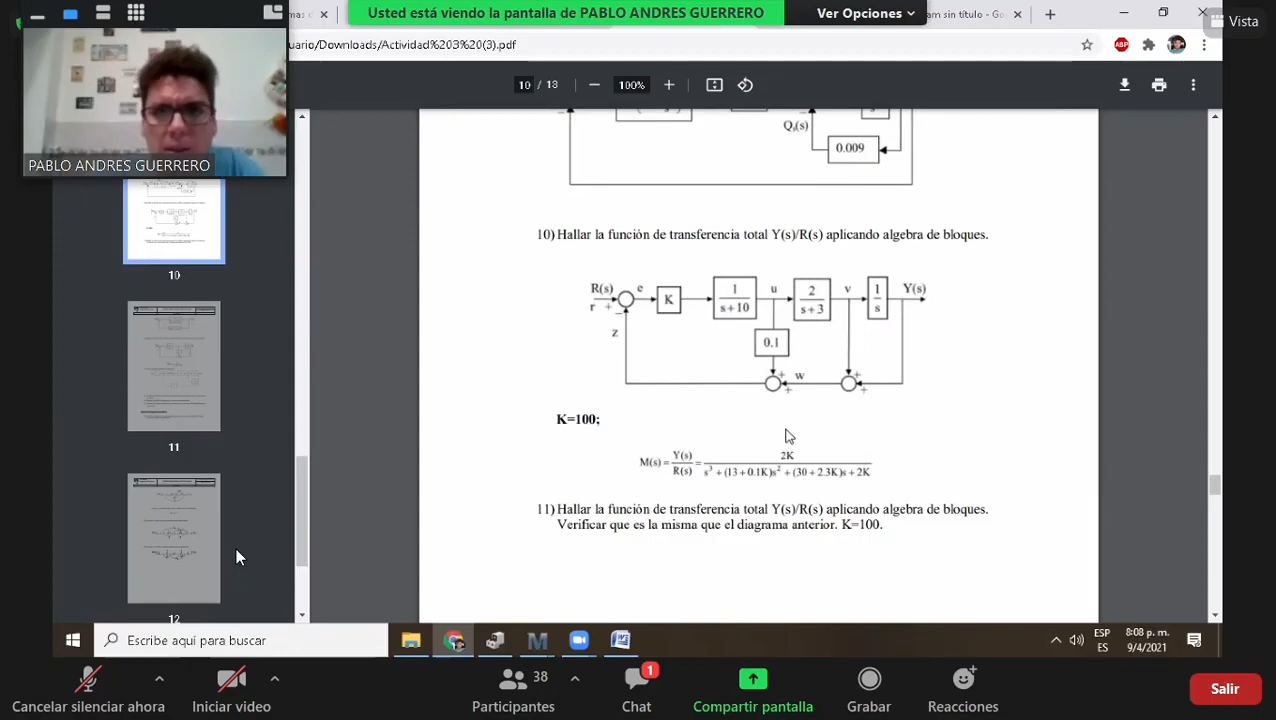 Usted está viendo la pantalla de PABLO ANDRES GUERRERO
Ver Opciones
Vista
uario/Downloads/Actividad%203%20(3).pdf
ABP
10 / 13
100%
PABLO ANDRES GUERRERO
10
11
12
Q₀(s)
0.009
10) Hallar la función de transferencia total Y(s)/R(s) aplicando algebra de bloques.
R(s) e K 1/(s+10) u 2/(s+3) v 1/s Y(s)
r + −
z 0.1
+ w +
+ +
K=100;
M(s) = Y(s)/R(s) = 2K/(s³ + (13+0.1K)s² + (30+2.3K)s + 2K)
11) Hallar la función de transferencia total Y(s)/R(s) aplicando algebra de bloques.
Verificar que es la misma que el diagrama anterior. K=100.
Escribe aquí para buscar
ESP
ES
8:08 p. m.
9/4/2021
38
1
Cancelar silenciar ahora
Iniciar video
Participantes
Chat
Compartir pantalla
Grabar
Reacciones
Salir